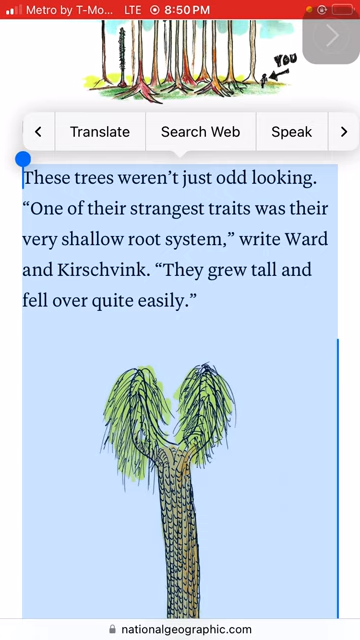 Metro by T-Mo... LTE 8:50 PM
YOU
Translate Search Web Speak
These trees weren’t just odd looking.
“One of their strangest traits was their
very shallow root system,” write Ward
and Kirschvink. “They grew tall and
fell over quite easily.”
nationalgeographic.com